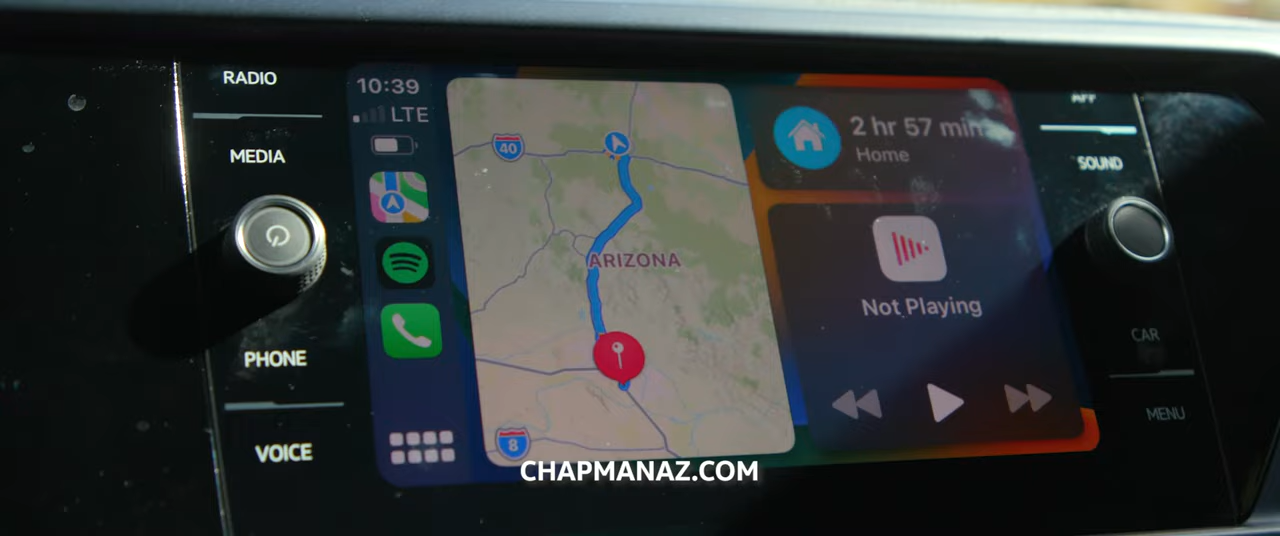 RADIO
MEDIA
PHONE
VOICE
10:39
LTE
40
ARIZONA
8
2 hr 57 min
Home
Not Playing
APP
SOUND
CAR
MENU
CHAPMANAZ.COM